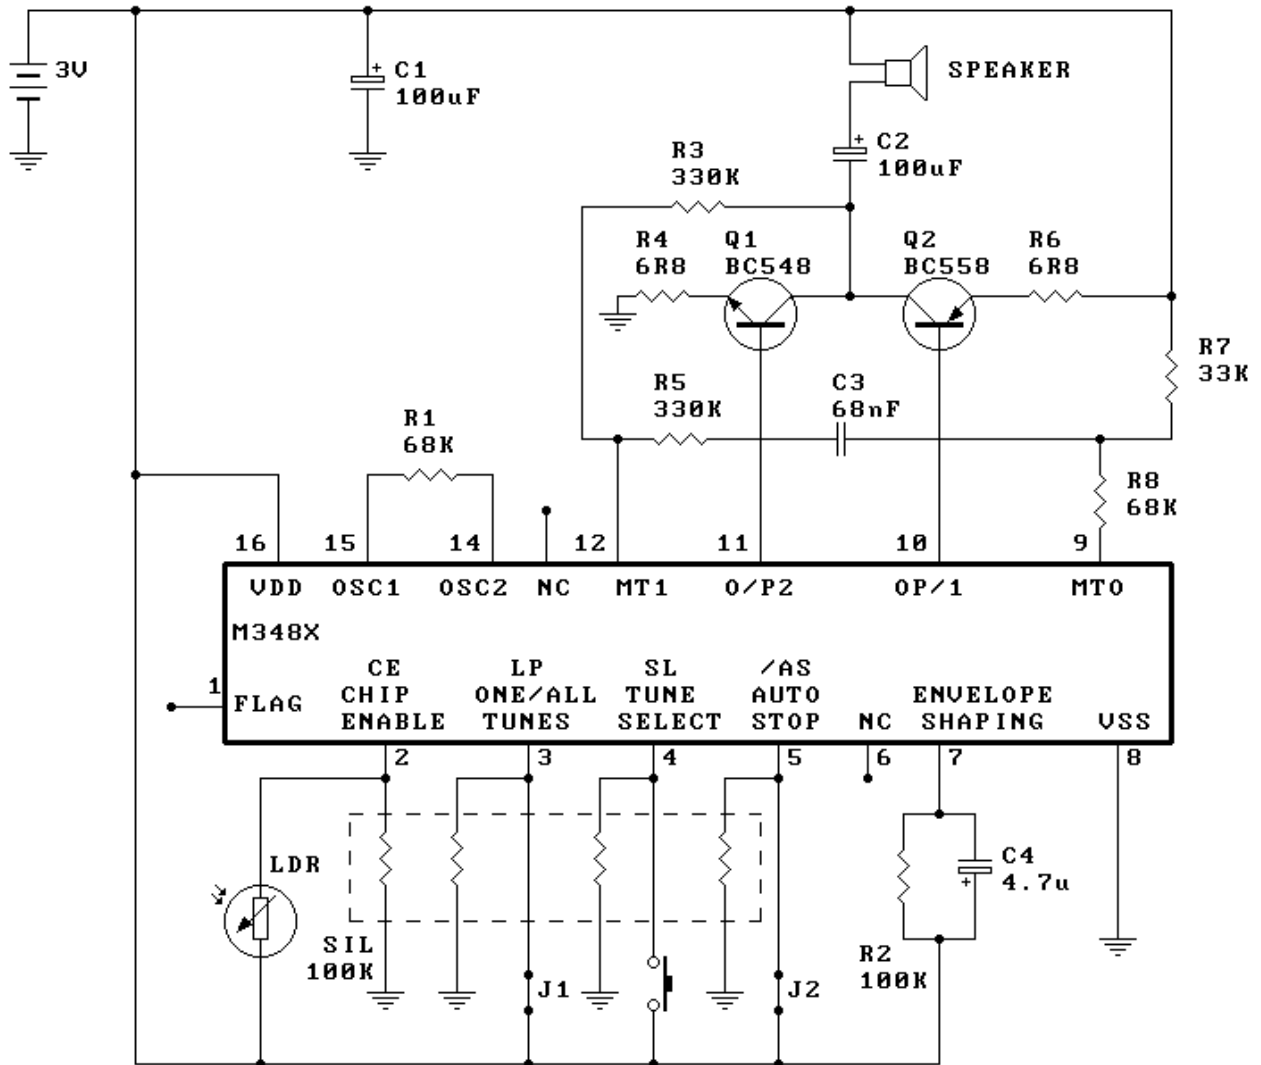 3V
C1
100uF
SPEAKER
C2
100uF
R3
330K
R4
6R8
Q1
BC548
Q2
BC558
R6
6R8
R7
33K
R5
330K
C3
68nF
R1
68K
R8
68K
16 15 14 12 11 10 9
VDD OSC1 OSC2 NC MT1 O/P2 OP/1 MTO
M348X
1
FLAG
CE
CHIP
ENABLE
LP
ONE/ALL
TUNES
SL
TUNE
SELECT
/AS
AUTO
STOP
NC
ENVELOPE
SHAPING
VSS
2 3 4 5 6 7 8
LDR
SIL
100K
J1
J2
R2
100K
C4
4.7u
+
+
+